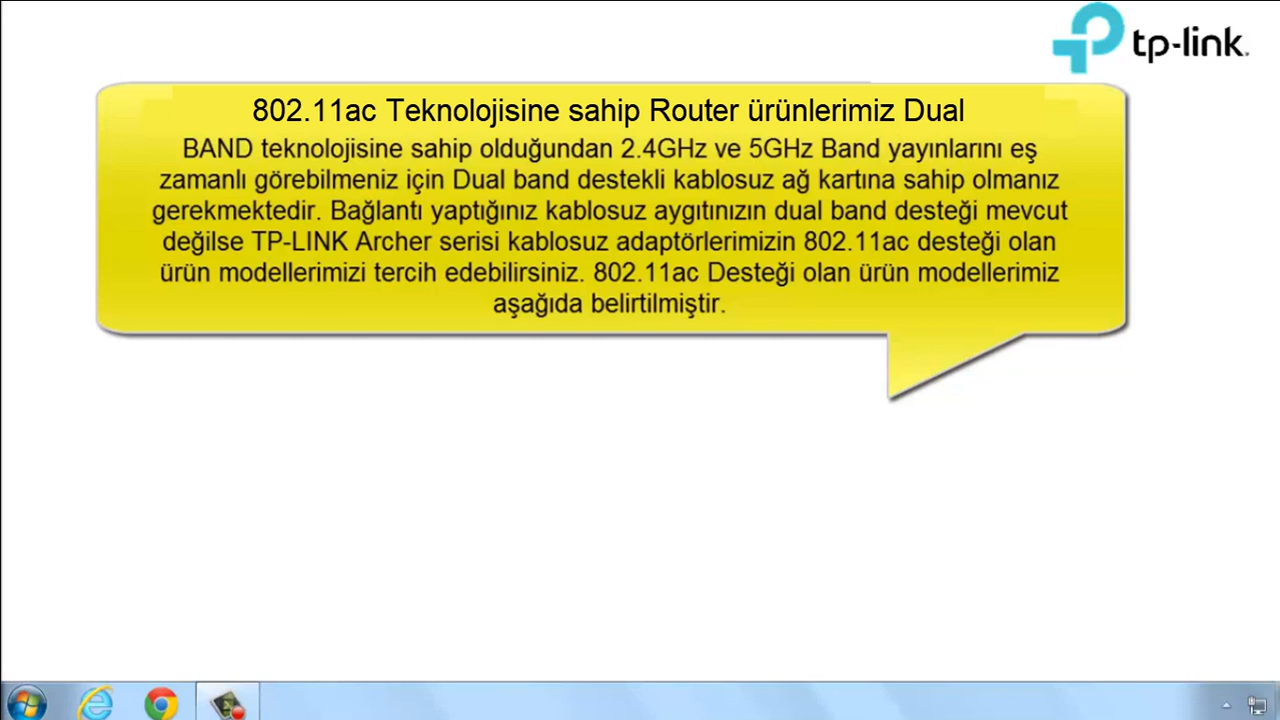 tp-link
802.11ac Teknolojisine sahip Router ürünlerimiz Dual
BAND teknolojisine sahip olduğundan 2.4GHz ve 5GHz Band yayınlarını eş
zamanlı görebilmeniz için Dual band destekli kablosuz ağ kartına sahip olmanız
gerekmektedir. Bağlantı yaptığınız kablosuz aygıtınızın dual band desteği mevcut
değilse TP-LINK Archer serisi kablosuz adaptörlerimizin 802.11ac desteği olan
ürün modellerimizi tercih edebilirsiniz. 802.11ac Desteği olan ürün modellerimiz
aşağıda belirtilmiştir.